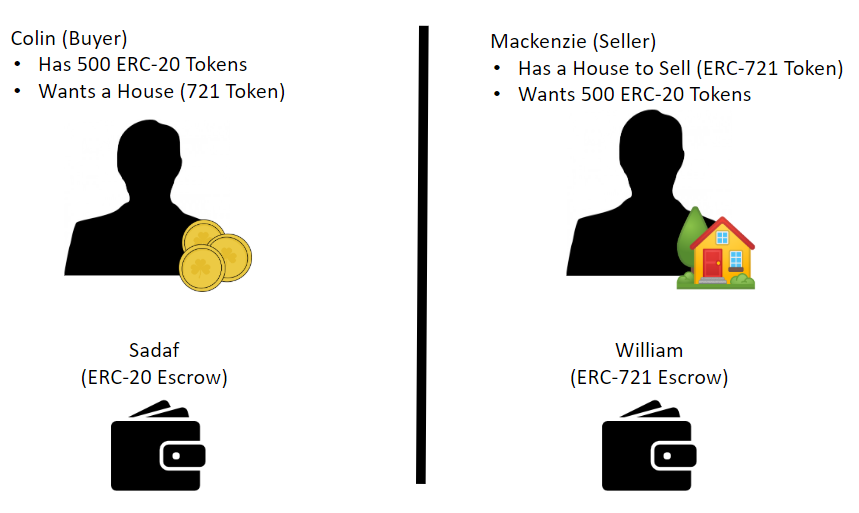 Colin (Buyer)
• Has 500 ERC-20 Tokens
• Wants a House (721 Token)
Mackenzie (Seller)
• Has a House to Sell (ERC-721 Token)
• Wants 500 ERC-20 Tokens
Sadaf
(ERC-20 Escrow)
William
(ERC-721 Escrow)